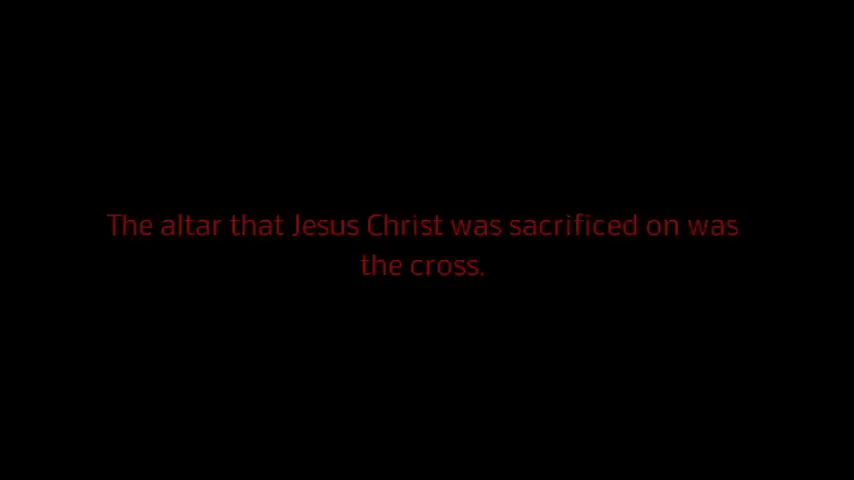 The altar that Jesus Christ was sacrificed on was
the cross.